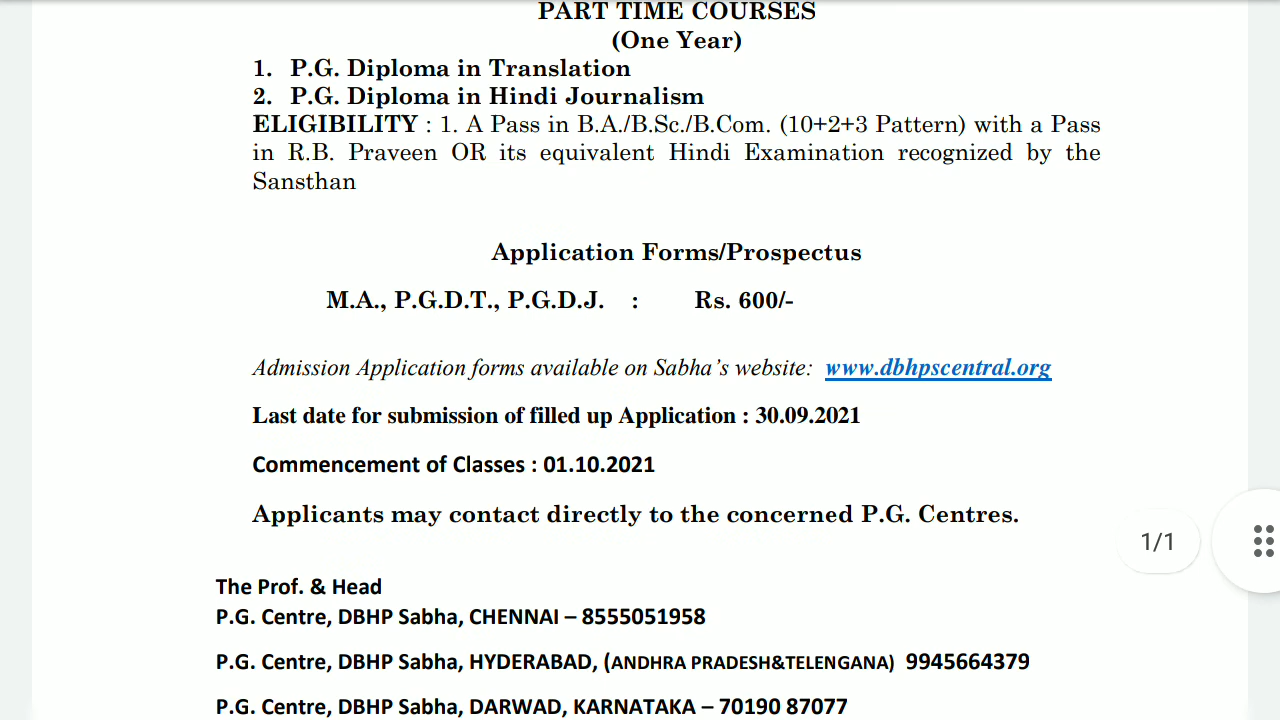 PART TIME COURSES
(One Year)
1. P.G. Diploma in Translation
2. P.G. Diploma in Hindi Journalism
ELIGIBILITY : 1. A Pass in B.A./B.Sc./B.Com. (10+2+3 Pattern) with a Pass
in R.B. Praveen OR its equivalent Hindi Examination recognized by the
Sansthan
Application Forms/Prospectus
M.A., P.G.D.T., P.G.D.J. : Rs. 600/-
Admission Application forms available on Sabha's website: www.dbhpscentral.org
Last date for submission of filled up Application : 30.09.2021
Commencement of Classes : 01.10.2021
Applicants may contact directly to the concerned P.G. Centres.
1/1
The Prof. & Head
P.G. Centre, DBHP Sabha, CHENNAI – 8555051958
P.G. Centre, DBHP Sabha, HYDERABAD, (ANDHRA PRADESH&TELENGANA) 9945664379
P.G. Centre, DBHP Sabha, DARWAD, KARNATAKA – 70190 87077